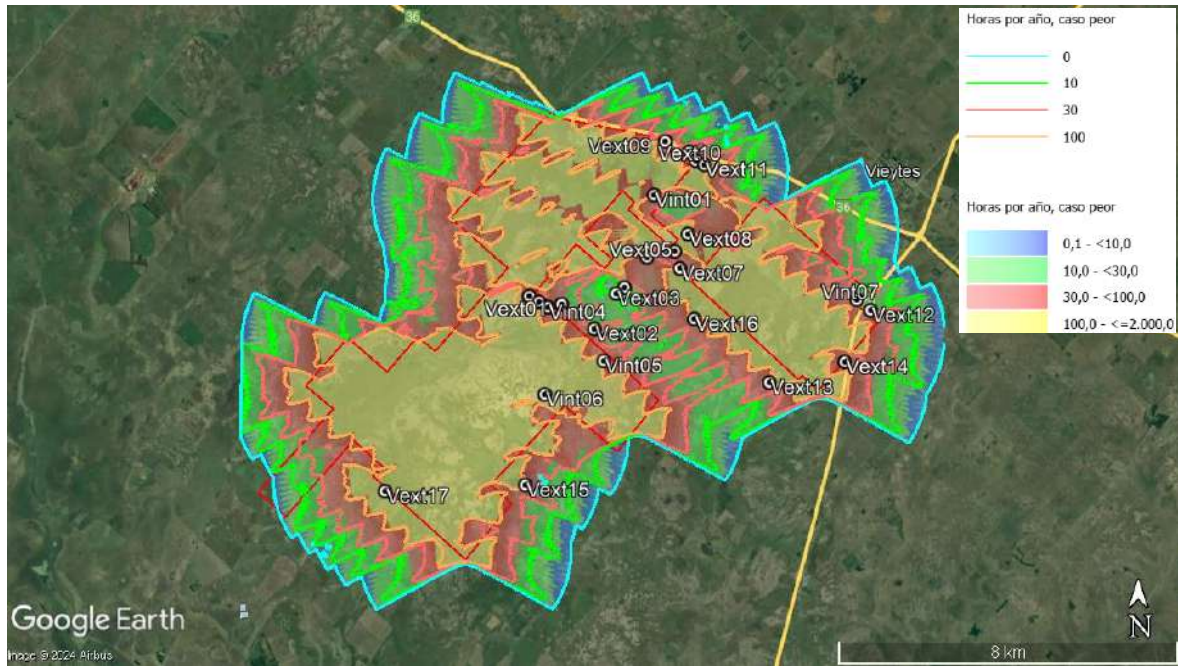 36
Horas por año, caso peor
0
10
30
100
Horas por año, caso peor
0,1 - <10,0
10,0 - <30,0
30,0 - <100,0
100,0 - <=2.000,0
Vext09
Vext10
Vext11
Vieytes
Vint01
36
Vext05
Vext08
Vext07
Vext03
Vint07
Vext01
Vint04
Vext12
Vext02
Vext16
Vint05
Vext14
Vext13
Vint06
Vext17
Vext15
Google Earth
Image © 2024 Airbus
N
8 km